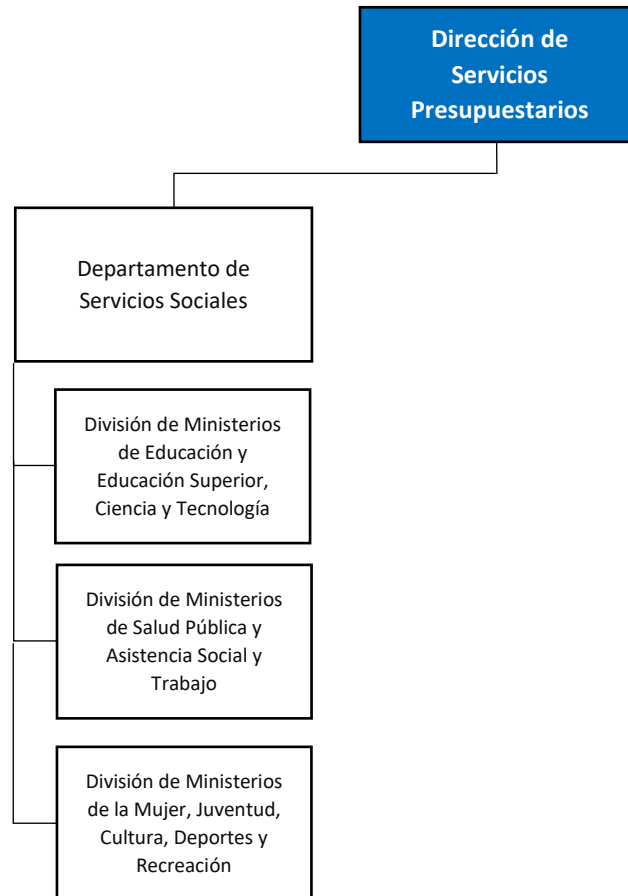 Dirección de
Servicios
Presupuestarios
Departamento de
Servicios Sociales
División de Ministerios
de Educación y
Educación Superior,
Ciencia y Tecnología
División de Ministerios
de Salud Pública y
Asistencia Social y
Trabajo
División de Ministerios
de la Mujer, Juventud,
Cultura, Deportes y
Recreación